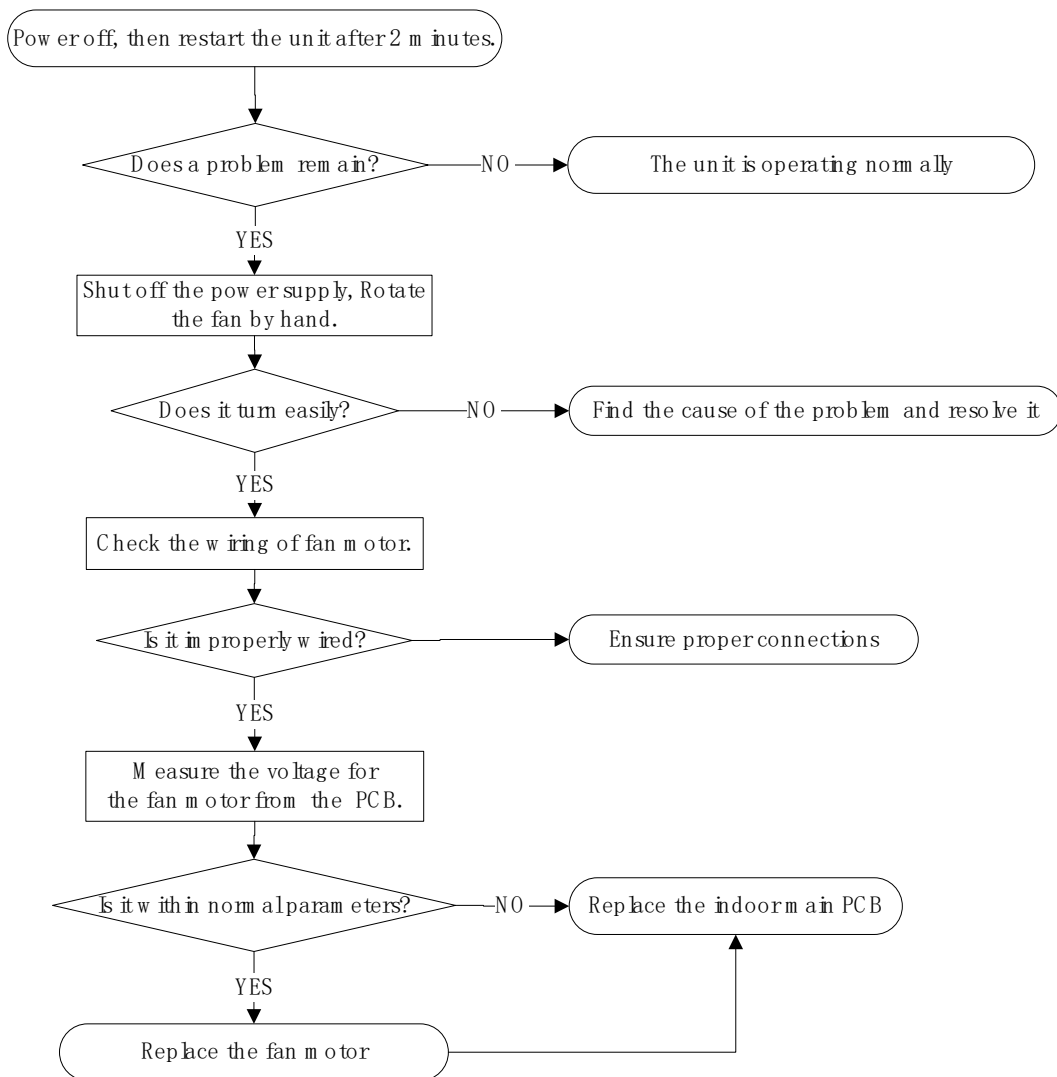 Power off, then restart the unit after 2 minutes.
Does a problem remain?
NO
The unit is operating normally
YES
Shut off the power supply, Rotate
the fan by hand.
Does it turn easily?
NO
Find the cause of the problem and resolve it
YES
Check the wiring of fan motor.
Is it improperly wired?
Ensure proper connections
YES
Measure the voltage for
the fan motor from the PCB.
Is it within normal parameters?
NO
Replace the indoor main PCB
YES
Replace the fan motor